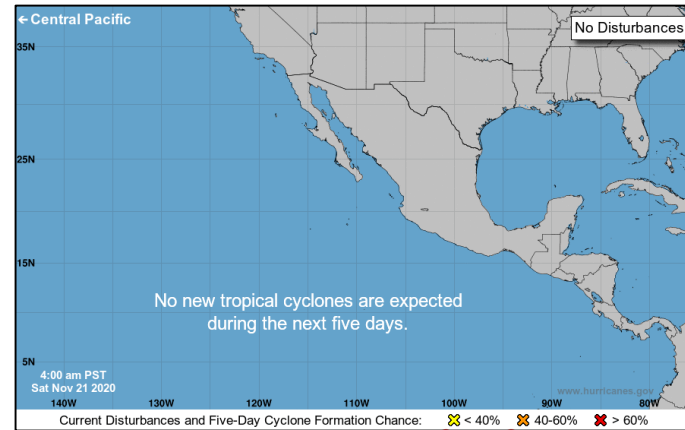 ← Central Pacific
No Disturbances
35N
25N
15N
5N
No new tropical cyclones are expected
during the next five days.
4:00 am PST
Sat Nov 21 2020
www.hurricanes.gov
140W 130W 120W 110W 100W 90W 80W
Current Disturbances and Five-Day Cyclone Formation Chance: < 40% 40-60% > 60%